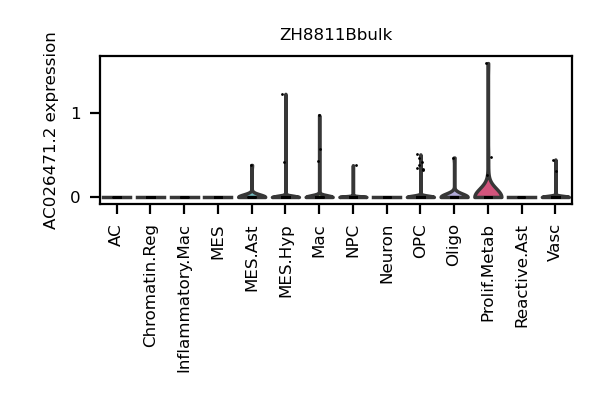 ZH8811Bbulk
AC026471.2 expression
1
0
AC
Chromatin.Reg
Inflammatory.Mac
MES
MES.Ast
MES.Hyp
Mac
NPC
Neuron
OPC
Oligo
Prolif.Metab
Reactive.Ast
Vasc